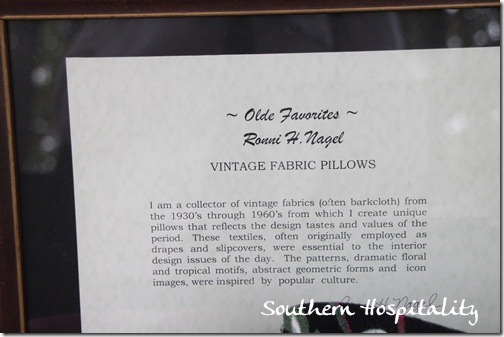 ~ Olde Favorites ~
Ronni H. Nagel
VINTAGE FABRIC PILLOWS
I am a collector of vintage fabrics (often barkcloth) from
the 1930's through 1960's from which I create unique
pillows that reflects the design tastes and values of the
period. These textiles, often originally employed as
drapes and slipcovers, were essential to the interior
design issues of the day. The patterns, dramatic floral
and tropical motifs, abstract geometric forms and icon
images, were inspired by popular culture.
H. Nagel
Southern Hospitality